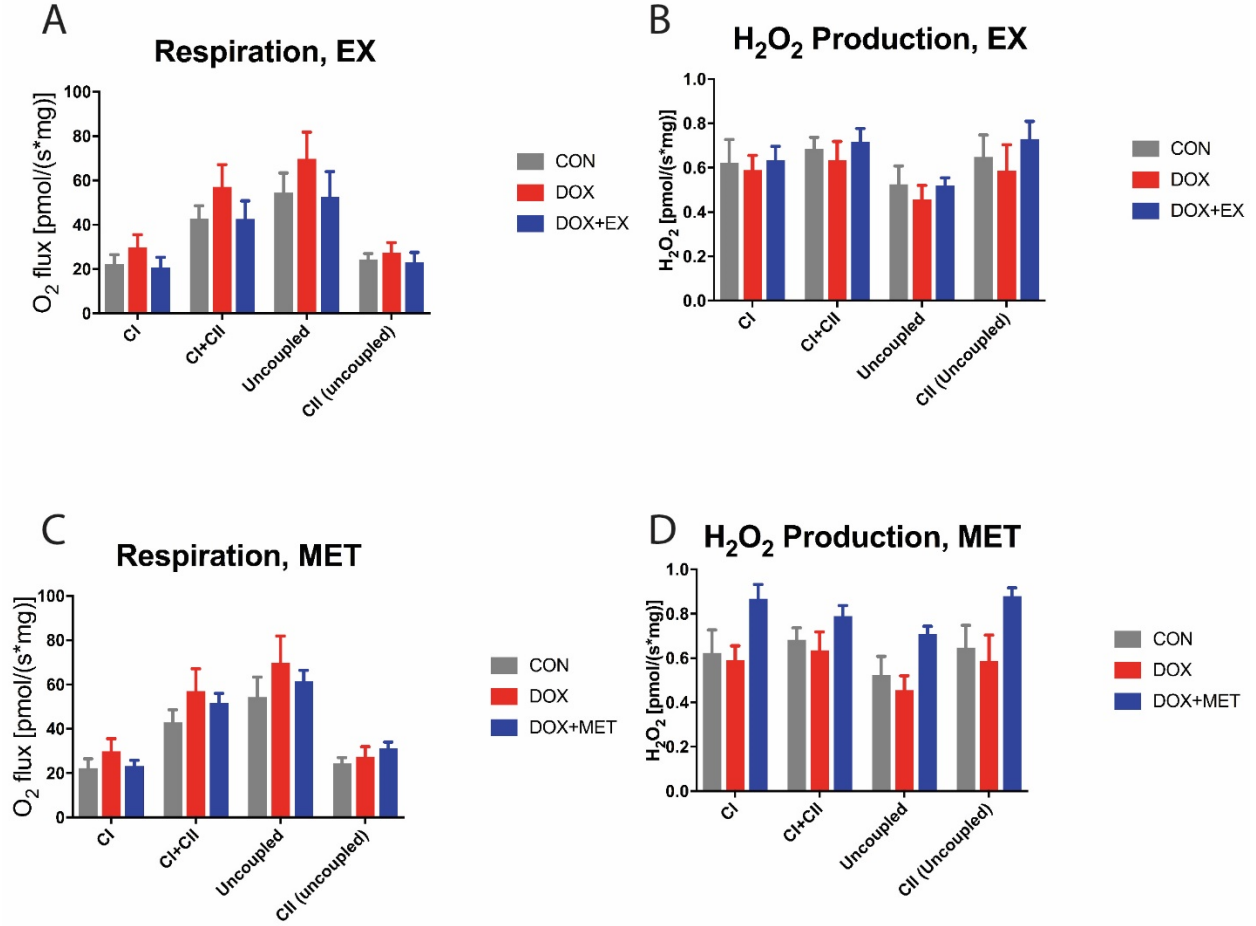 A
Respiration, EX
O2 flux [pmol/(s*mg)]
100
80
60
40
20
0
CI
CI+CII
Uncoupled
CII (uncoupled)
CON
DOX
DOX+EX
B
H2O2 Production, EX
H2O2 [pmol/(s*mg)]
1.0
0.8
0.6
0.4
0.2
0.0
CI
CI+CII
Uncoupled
CII (Uncoupled)
CON
DOX
DOX+EX
C
Respiration, MET
O2 flux [pmol/(s*mg)]
100
80
60
40
20
0
CI
CI+CII
Uncoupled
CII (uncoupled)
CON
DOX
DOX+MET
D
H2O2 Production, MET
H2O2 [pmol/(s*mg)]
1.0
0.8
0.6
0.4
0.2
0.0
CI
CI+CII
Uncoupled
CII (Uncoupled)
CON
DOX
DOX+MET